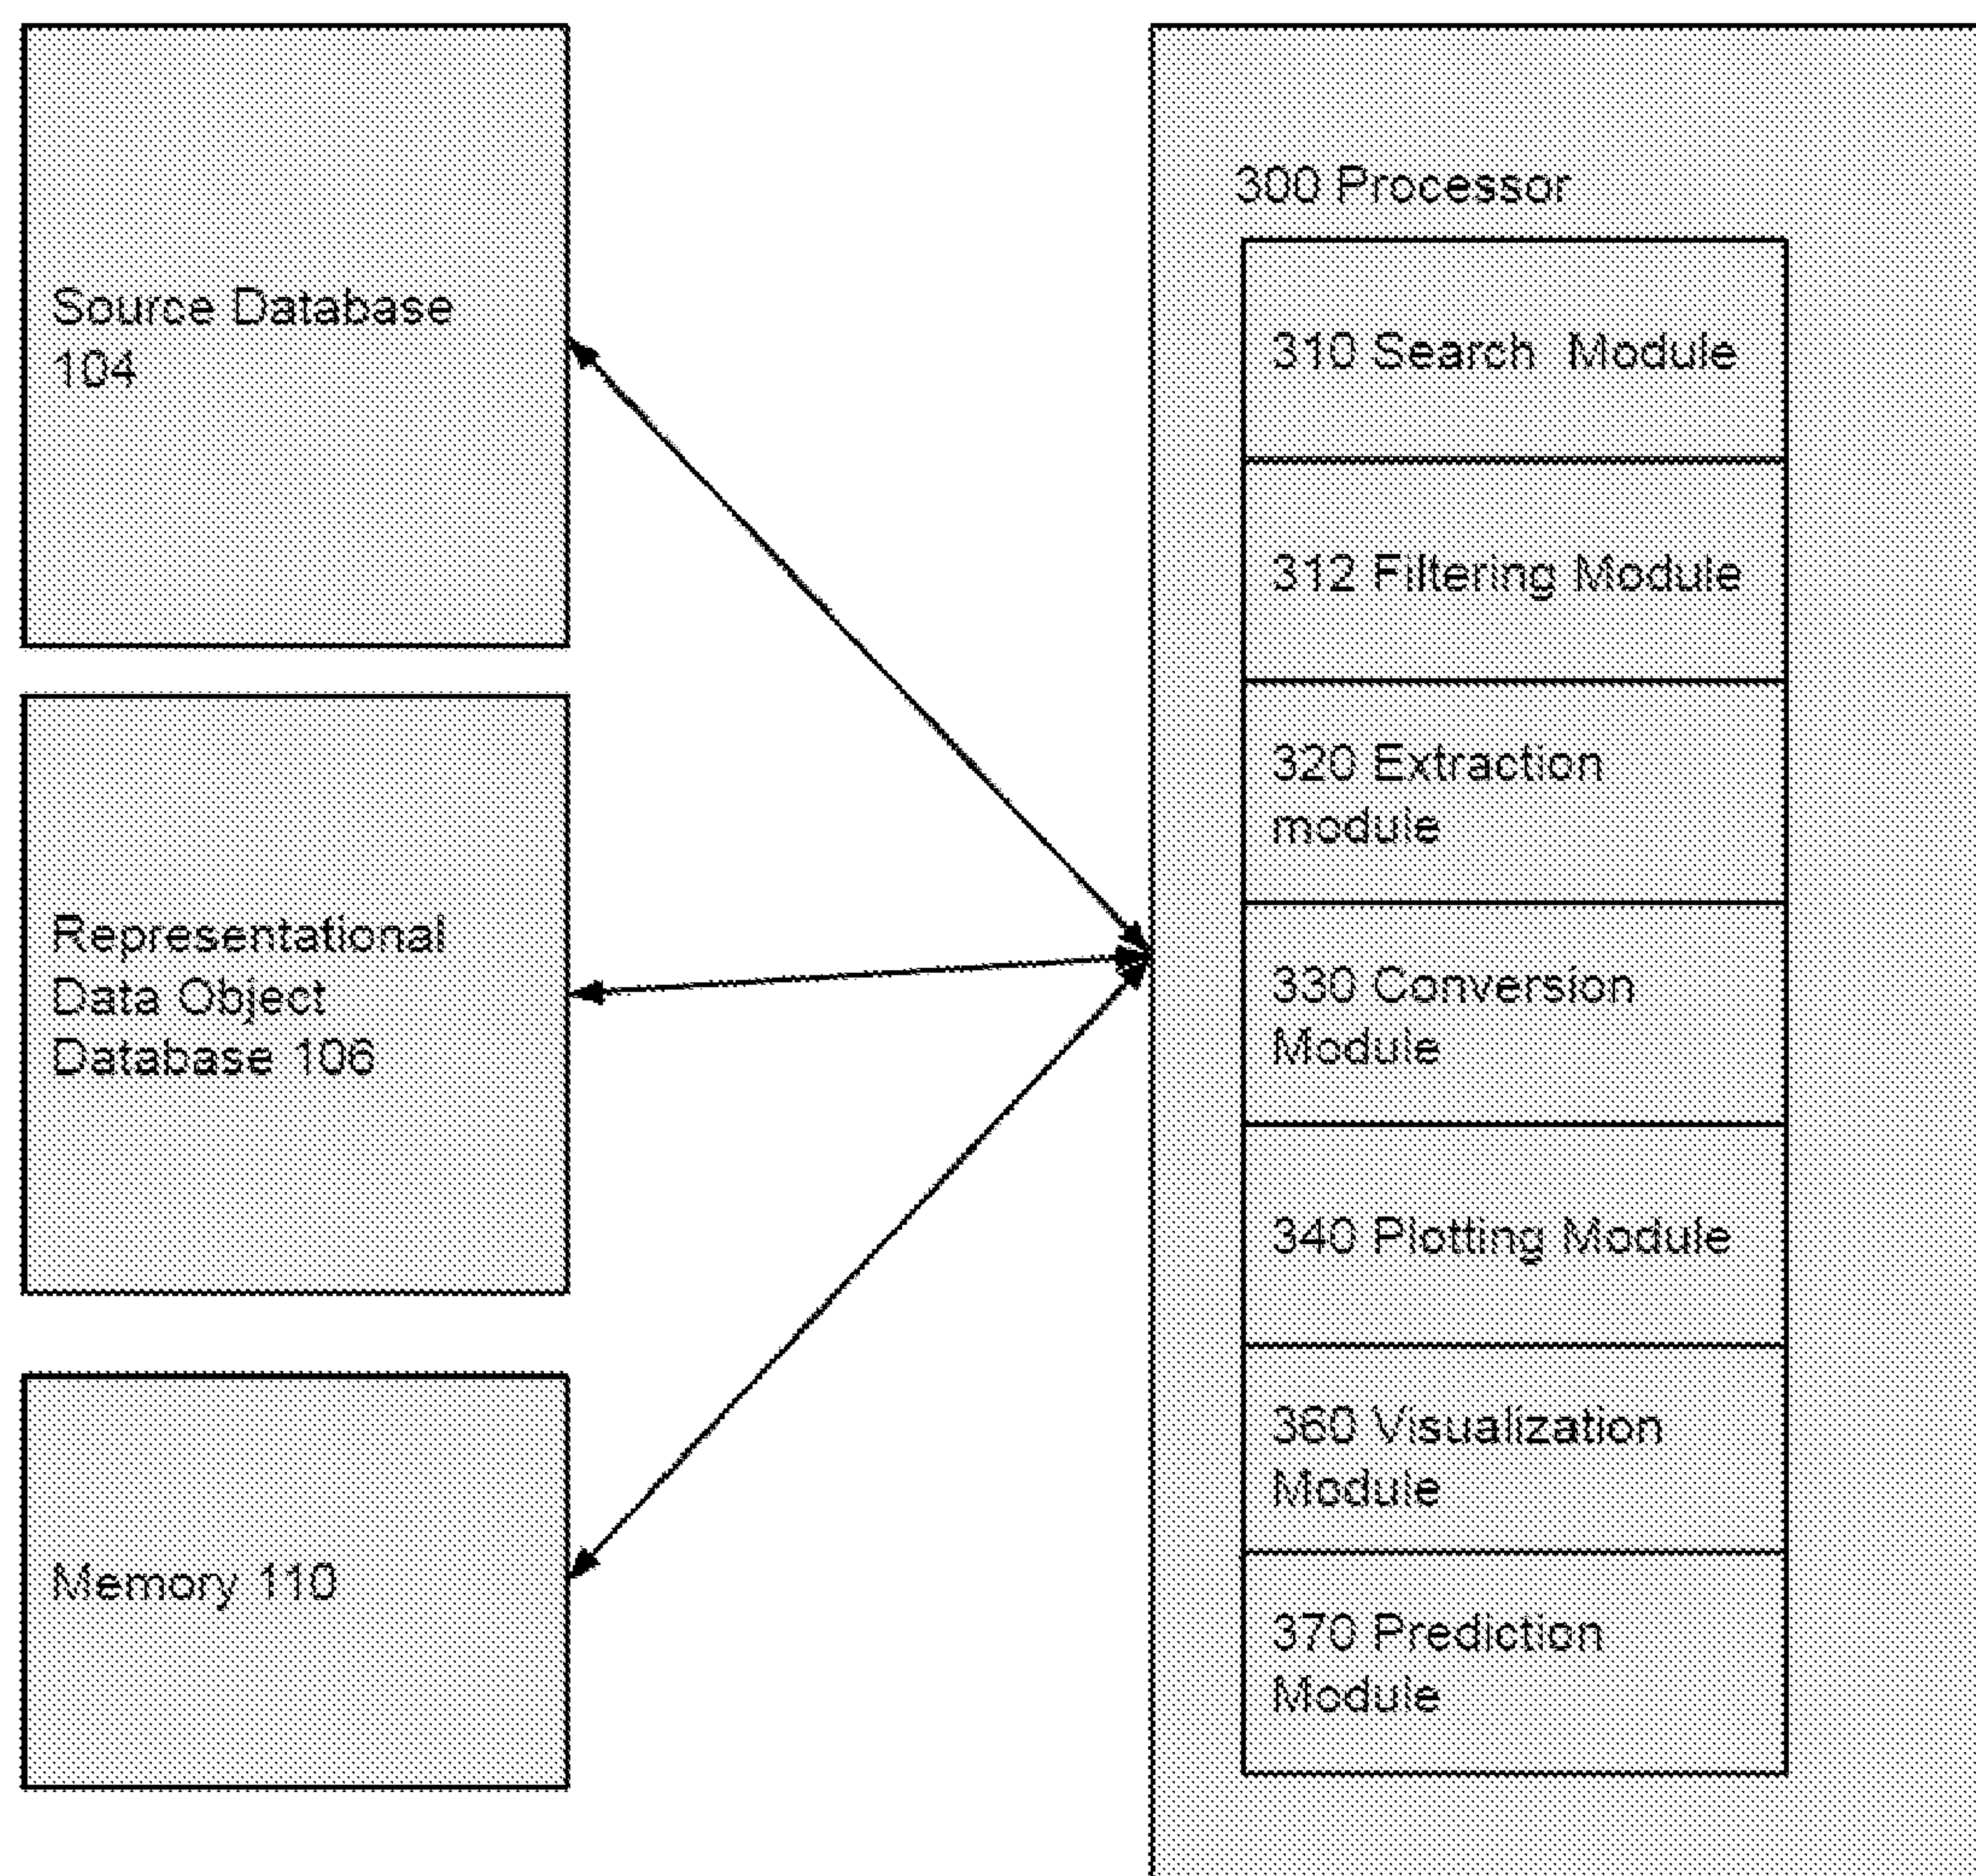 Source Database
104
Representational
Data Object
Database 106
Memory 110
300 Processor
310 Search Module
312 Filtering Module
320 Extraction
module
330 Conversion
Module
340 Plotting Module
360 Visualization
Module
370 Prediction
Module